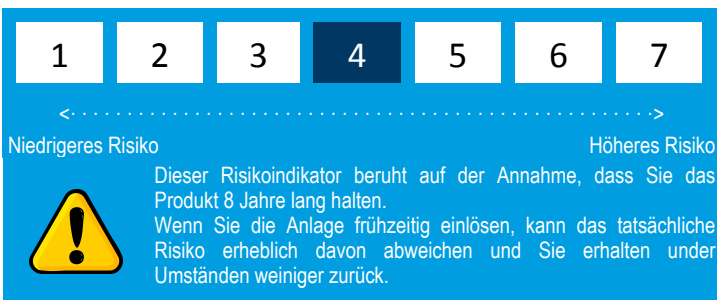 1 2 3 4 5 6 7
<· · · · · · · · · · · · · · · · · · · · · · · · · · · · · · · · · · · · · · · · · · · · · · · · · · · ·>
Niedrigeres Risiko Höheres Risiko
Dieser Risikoindikator beruht auf der Annahme, dass Sie das
Produkt 8 Jahre lang halten.
Wenn Sie die Anlage frühzeitig einlösen, kann das tatsächliche
Risiko erheblich davon abweichen und Sie erhalten under
Umständen weiniger zurück.